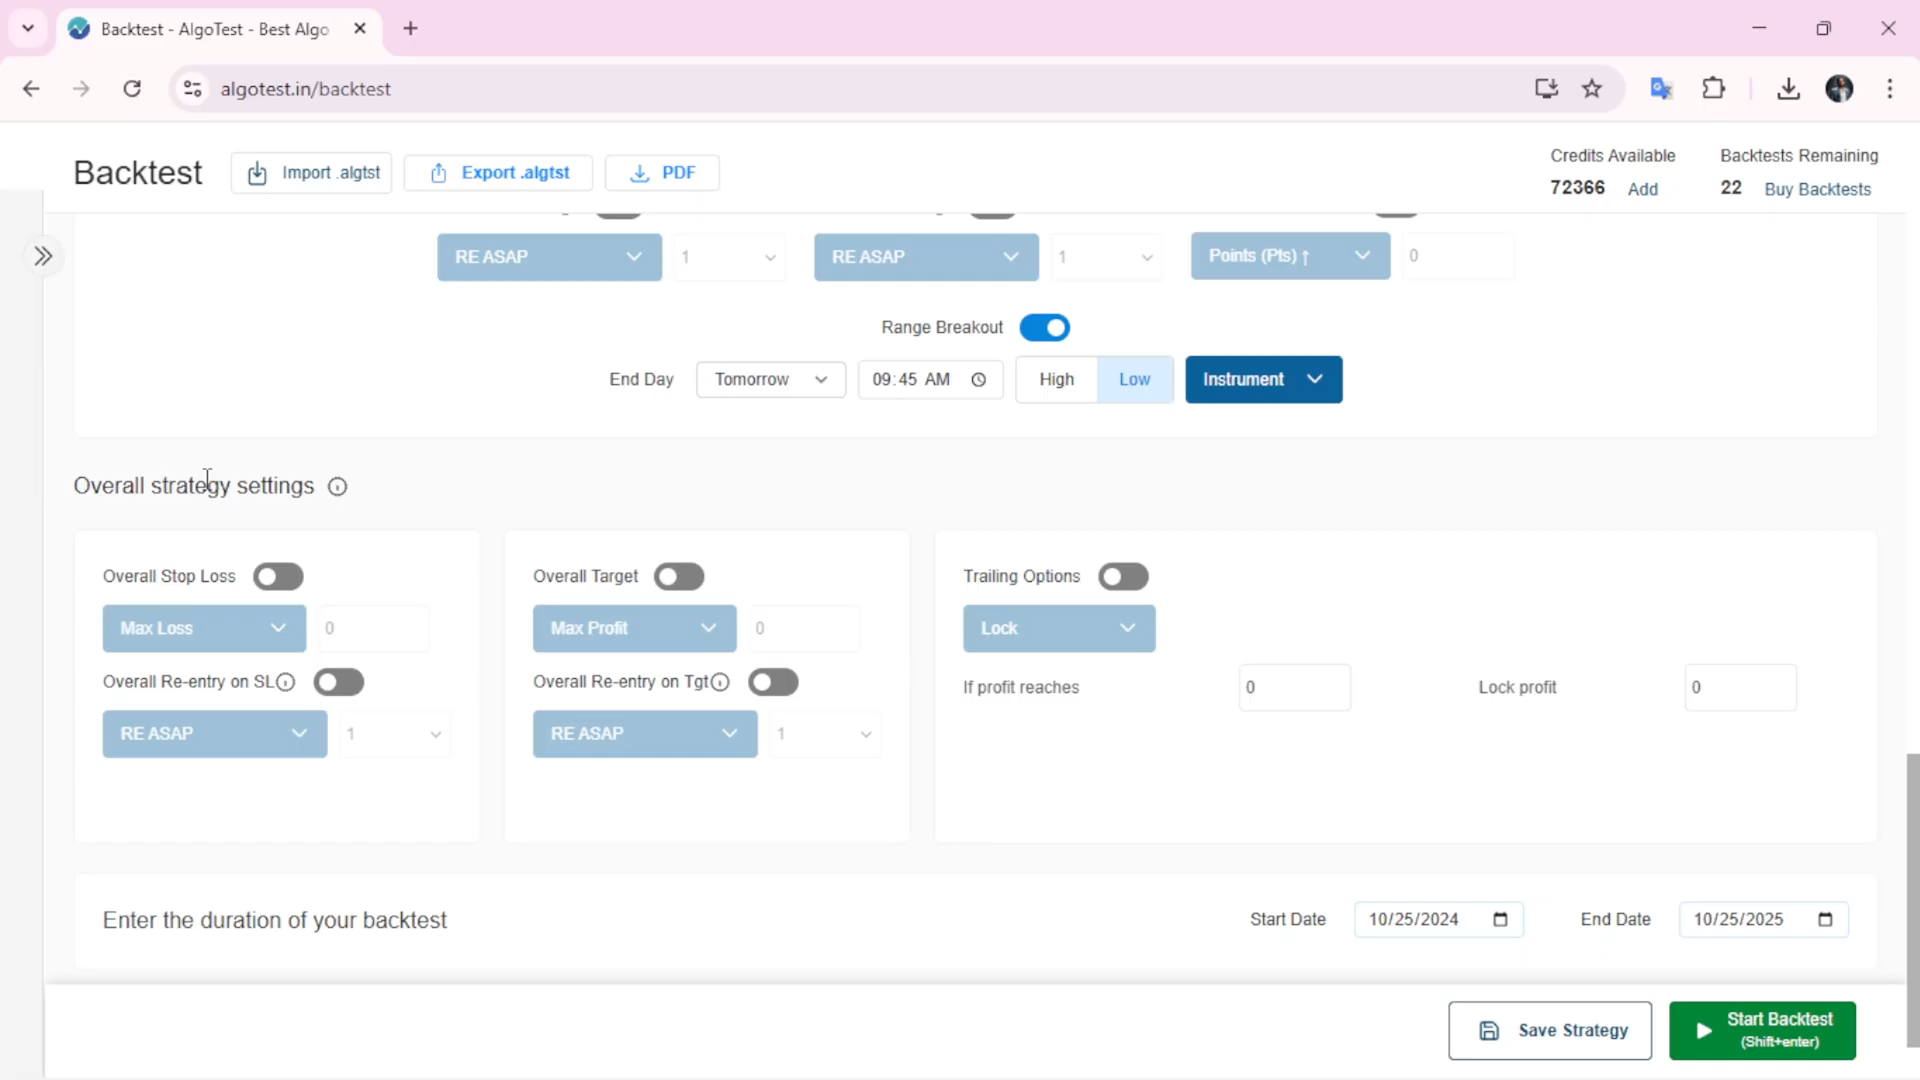 Backtest - AlgoTest - Best Algo
algotest.in/backtest
Backtest
Import .algtst
Export .algtst
PDF
Credits Available
72366 Add
Backtests Remaining
22 Buy Backtests
RE ASAP 1 RE ASAP 1 Points (Pts) ↑ 0
Range Breakout
End Day Tomorrow 09:45 AM High Low Instrument
Overall strategy settings
Overall Stop Loss
Max Loss 0
Overall Re-entry on SL
RE ASAP 1
Overall Target
Max Profit 0
Overall Re-entry on Tgt
RE ASAP 1
Trailing Options
Lock
If profit reaches 0 Lock profit 0
Enter the duration of your backtest Start Date 10/25/2024 End Date 10/25/2025
Save Strategy
Start Backtest
(Shift+enter)